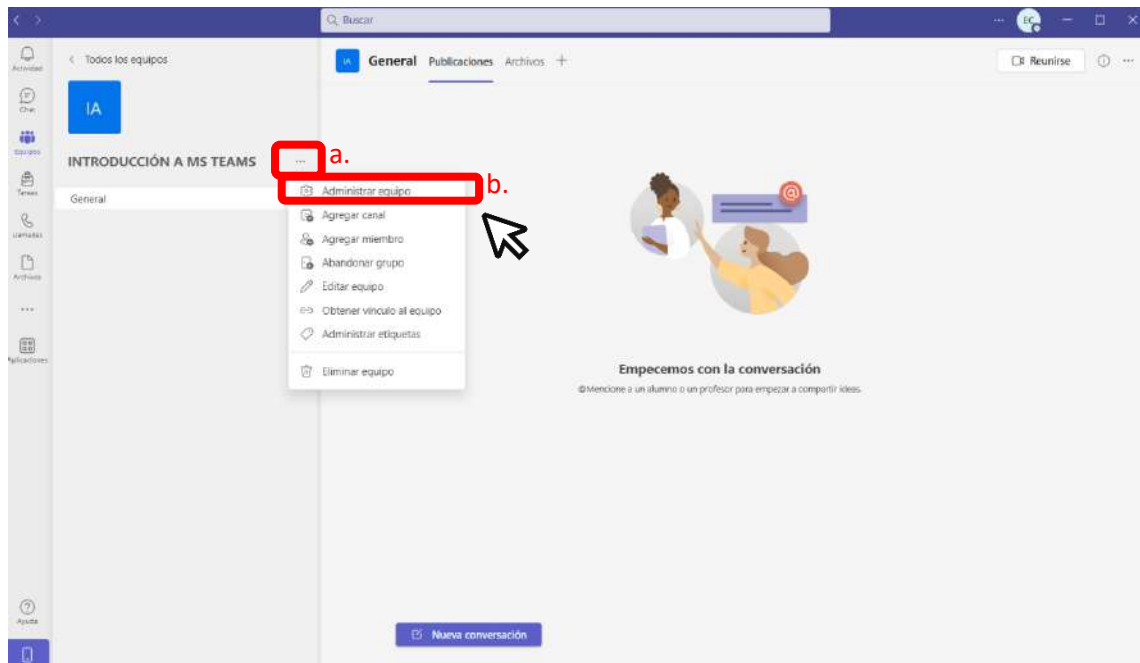 Buscar
EC
Actividad
Todos los equipos
IA
General Publicaciones Archivos
Reunirse
Chat
IA
Equipos
INTRODUCCIÓN A MS TEAMS
a.
Tareas
General
Administrar equipo
b.
Agregar canal
Llamadas
Agregar miembro
Abandonar grupo
Archivos
Editar equipo
Obtener vínculo al equipo
Administrar etiquetas
Aplicaciones
Eliminar equipo
Empecemos con la conversación
@Mencione a un alumno o un profesor para empezar a compartir ideas.
Ayuda
Nueva conversación